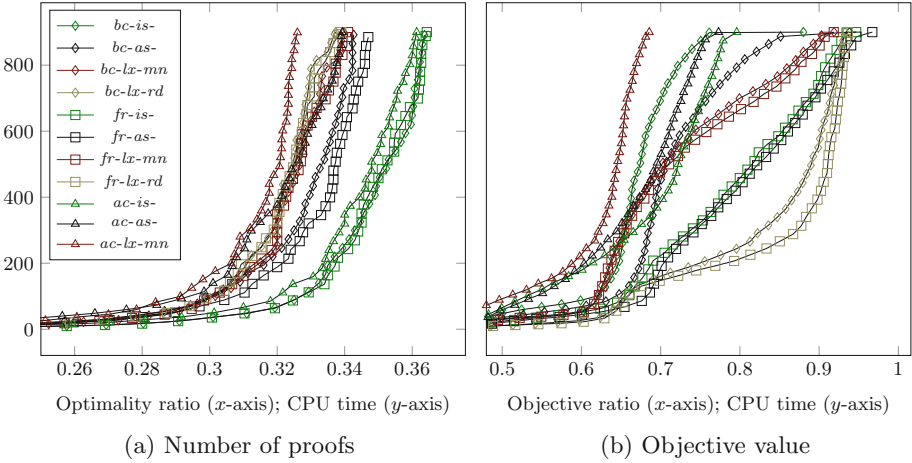 bc-is-
bc-as-
bc-lx-mn
bc-lx-rd
fr-is-
fr-as-
fr-lx-mn
fr-lx-rd
ac-is-
ac-as-
ac-lx-mn
800
600
400
200
0
0.26 0.28 0.3 0.32 0.34 0.36
Optimality ratio (x-axis); CPU time (y-axis)
(a) Number of proofs
0.5 0.6 0.7 0.8 0.9 1
Objective ratio (x-axis); CPU time (y-axis)
(b) Objective value